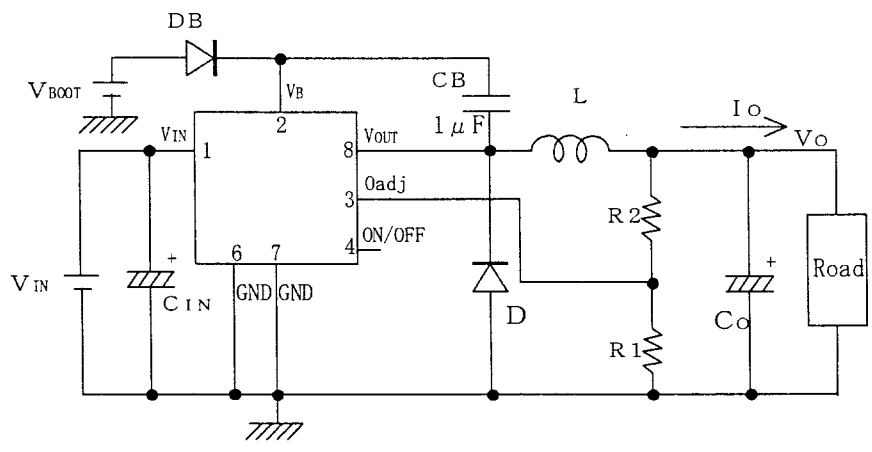 DB
VBOOT
VB
CB
1μF
L
Io
Vo
VIN
1
2
VOUT
8
Oadj
3
ON/OFF
4
6
7
GND
GND
VIN
+
CIN
D
R2
R1
+
Co
Road